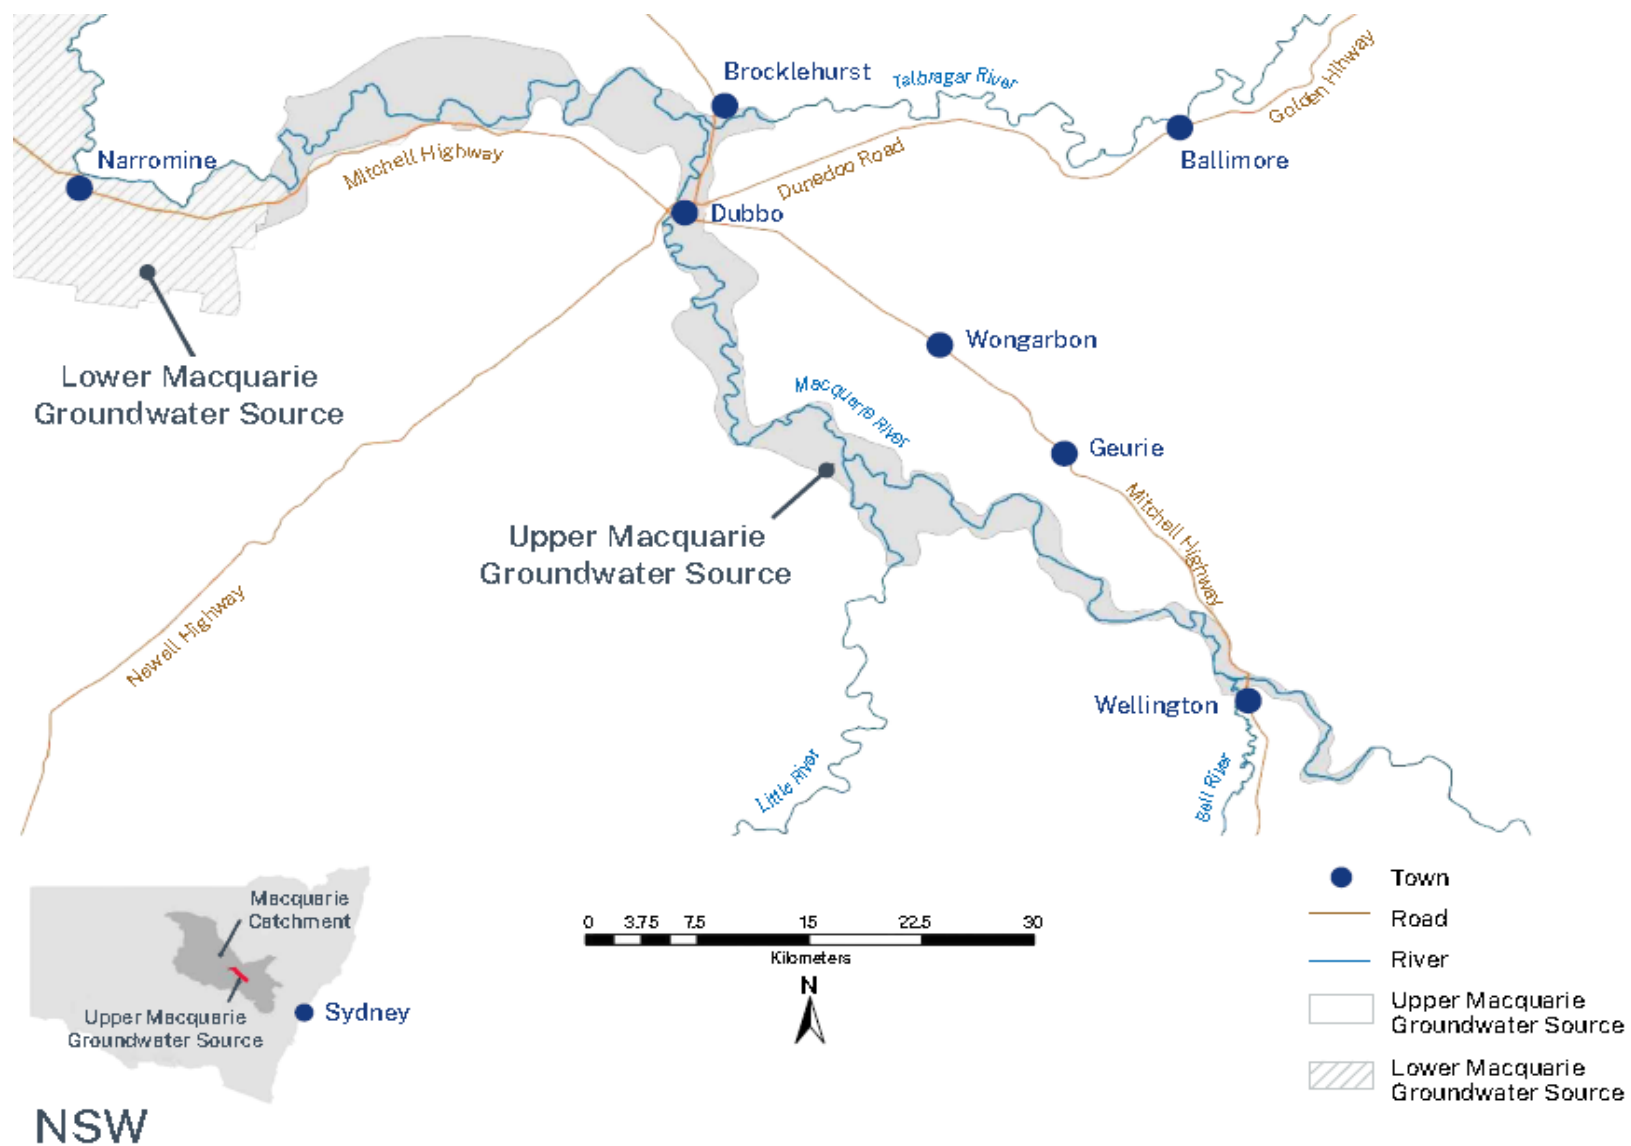 Brocklehurst
Talbragar River
Golden Hihway
Narromine
Mitchell Highway
Dunedoo Road
Ballimore
Dubbo
Wongarbon
Lower Macquarie
Groundwater Source
Macquarie River
Geurie
Mitchell Highway
Upper Macquarie
Groundwater Source
Newell Highway
Wellington
Little River
Bell River
Macquarie
Catchment
Upper Macquarie
Groundwater Source
Sydney
NSW
0 3.75 7.5 15 22.5 30
Kilometers
N
Town
Road
River
Upper Macquarie
Groundwater Source
Lower Macquarie
Groundwater Source